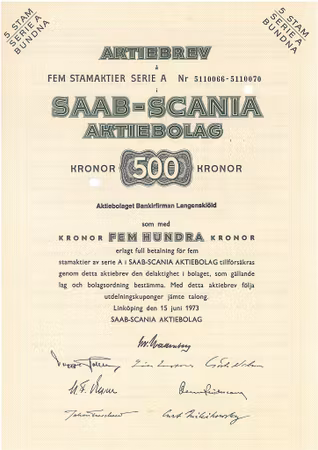 5 STAM
SERIE A
BUNDNA
5 STAM
SERIE A
BUNDNA
AKTIEBREV
å
FEM STAMAKTIER SERIE A Nr 5110066-5110070
i
SAAB-SCANIA
AKTIEBOLAG
KRONOR 500 KRONOR
Aktiebolaget Bankirfirman Langenskiöld
som med
KRONOR FEM HUNDRA KRONOR
erlagt full betalning för fem
stamaktier av serie A i SAAB-SCANIA AKTIEBOLAG tillförsäkras
genom detta aktiebrev den delaktighet i bolaget, som gällande
lag och bolagsordning bestämma. Med detta aktiebrev följa
utdelningskuponger jämte talong.
Linköping den 15 juni 1973
SAAB-SCANIA AKTIEBOLAG